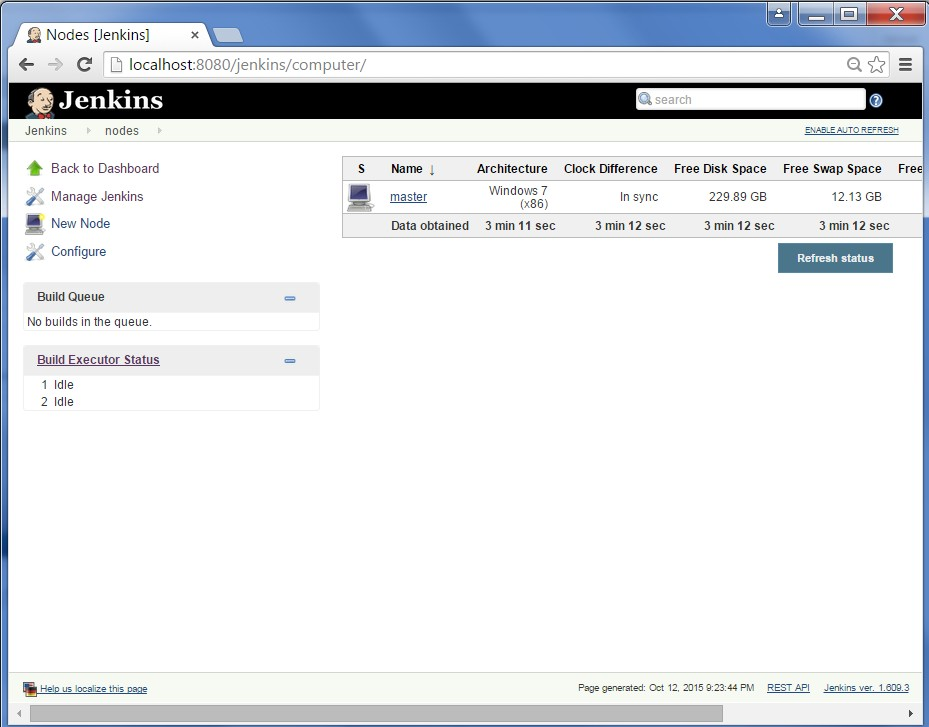 Nodes [Jenkins]
localhost:8080/jenkins/computer/
Jenkins
search
Jenkins nodes
ENABLE AUTO REFRESH
Back to Dashboard
Manage Jenkins
New Node
Configure
Build Queue
No builds in the queue.
Build Executor Status
1 Idle
2 Idle
S Name ↓ Architecture Clock Difference Free Disk Space Free Swap Space Free
master Windows 7 (x86) In sync 229.89 GB 12.13 GB
Data obtained 3 min 11 sec 3 min 12 sec 3 min 12 sec 3 min 12 sec
Refresh status
Help us localize this page
Page generated: Oct 12, 2015 9:23:44 PM REST API Jenkins ver. 1.609.3